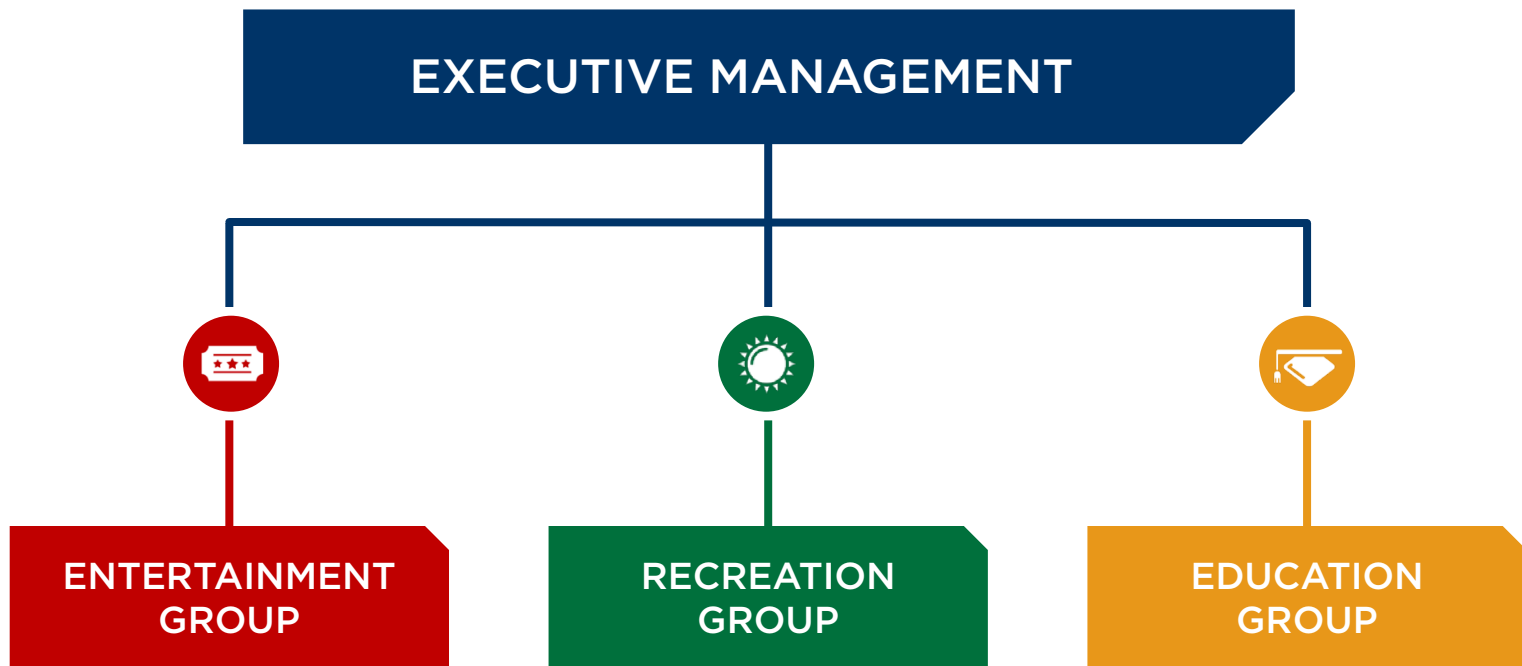 EXECUTIVE MANAGEMENT
ENTERTAINMENT
GROUP
RECREATION
GROUP
EDUCATION
GROUP